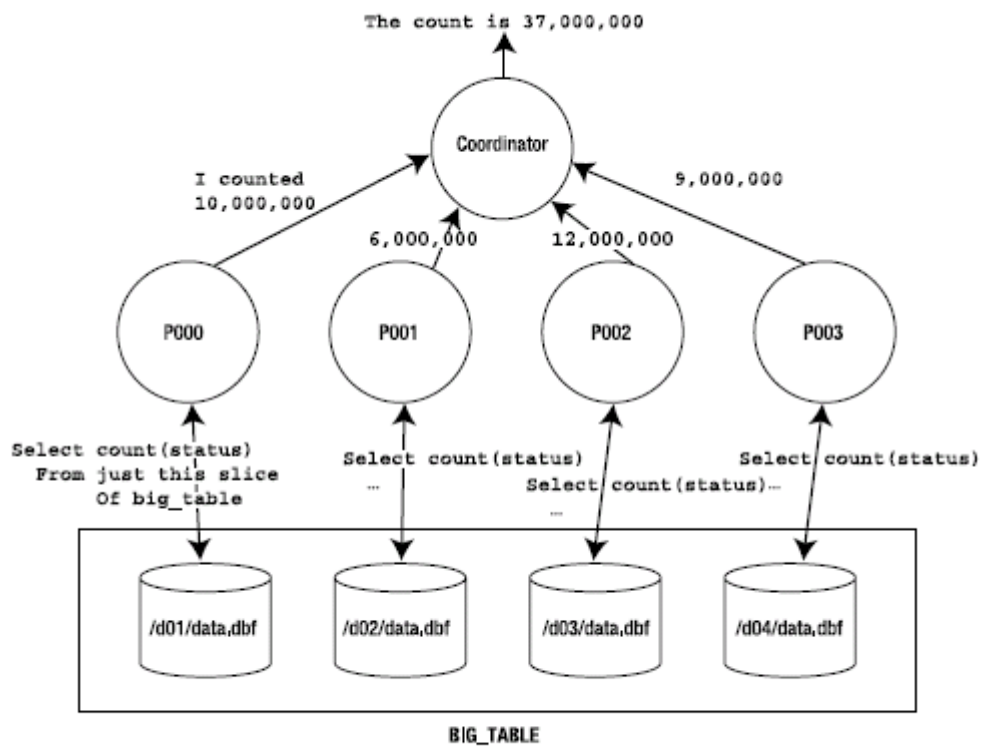 The count is 37,000,000
Coordinator
I counted
10,000,000
9,000,000
6,000,000
12,000,000
P000
P001
P002
P003
Select count(status)
From just this slice
Of big_table
Select count(status)
…
Select count(status)…
…
Select count(status)
/d01/data,dbf
/d02/data,dbf
/d03/data,dbf
/d04/data,dbf
BIG_TABLE